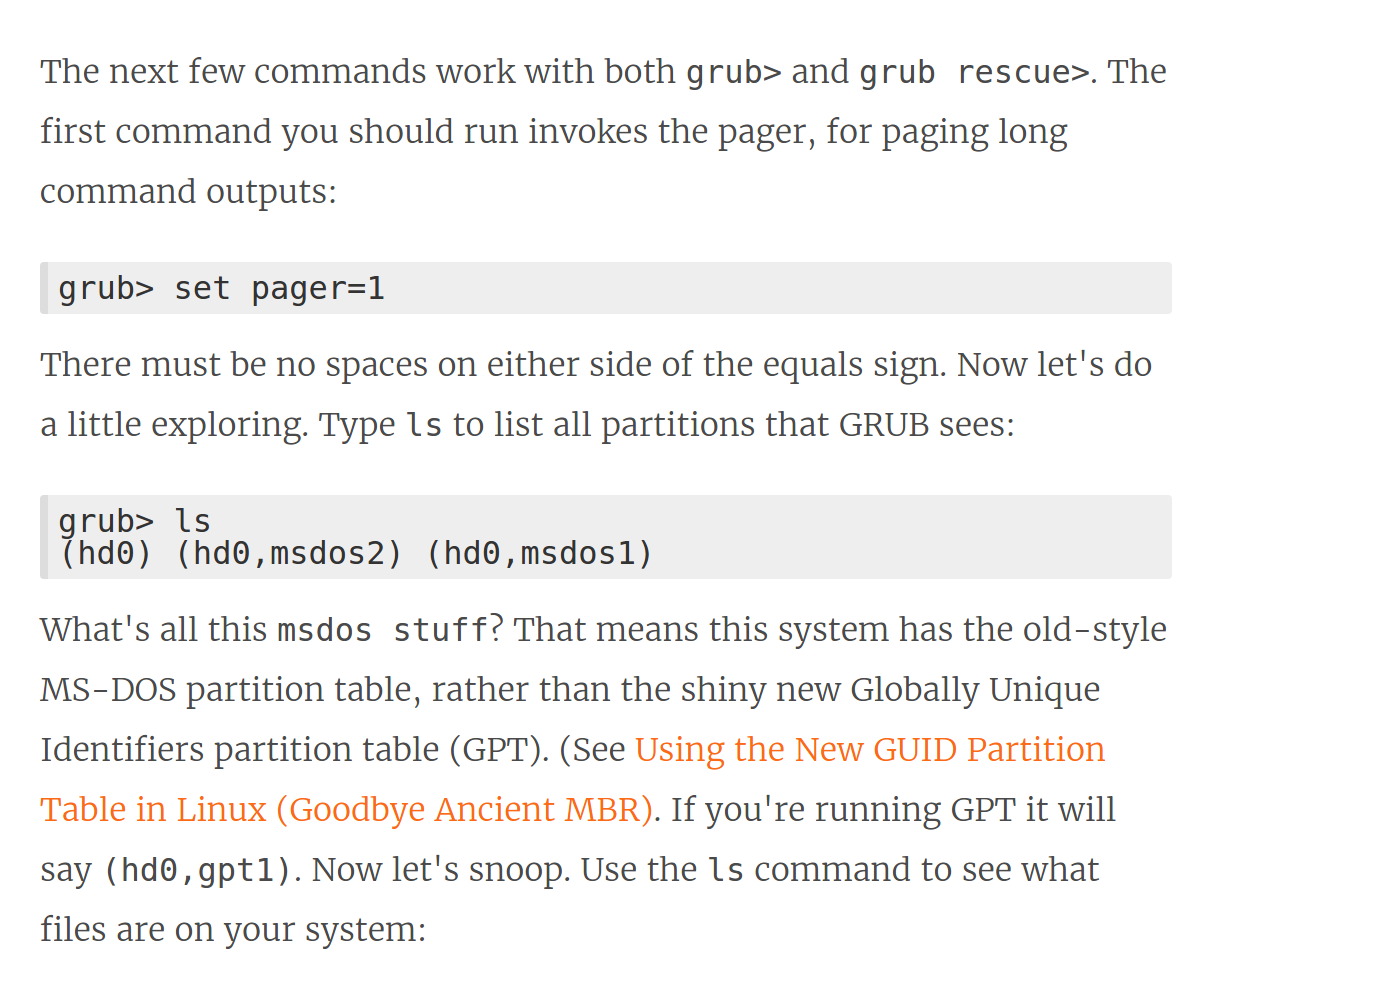 The next few commands work with both grub> and grub rescue>. The
first command you should run invokes the pager, for paging long
command outputs:
grub> set pager=1
There must be no spaces on either side of the equals sign. Now let's do
a little exploring. Type ls to list all partitions that GRUB sees:
grub> ls
(hd0) (hd0,msdos2) (hd0,msdos1)
What's all this msdos stuff? That means this system has the old-style
MS-DOS partition table, rather than the shiny new Globally Unique
Identifiers partition table (GPT). (See Using the New GUID Partition
Table in Linux (Goodbye Ancient MBR). If you're running GPT it will
say (hd0,gpt1). Now let's snoop. Use the ls command to see what
files are on your system: